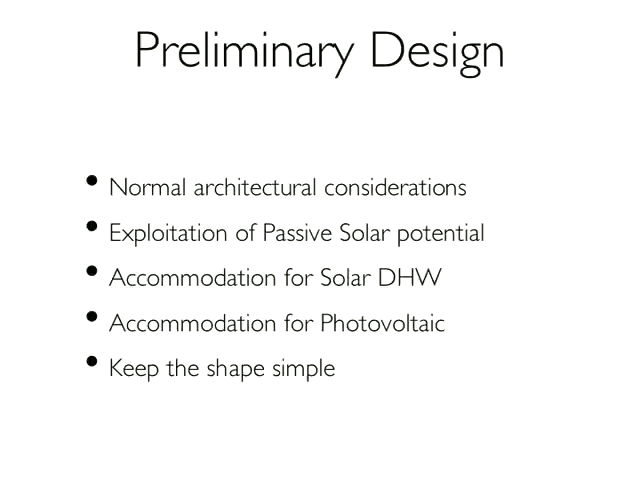 Preliminary Design
• Normal architectural considerations
• Exploitation of Passive Solar potential
• Accommodation for Solar DHW
• Accommodation for Photovoltaic
• Keep the shape simple